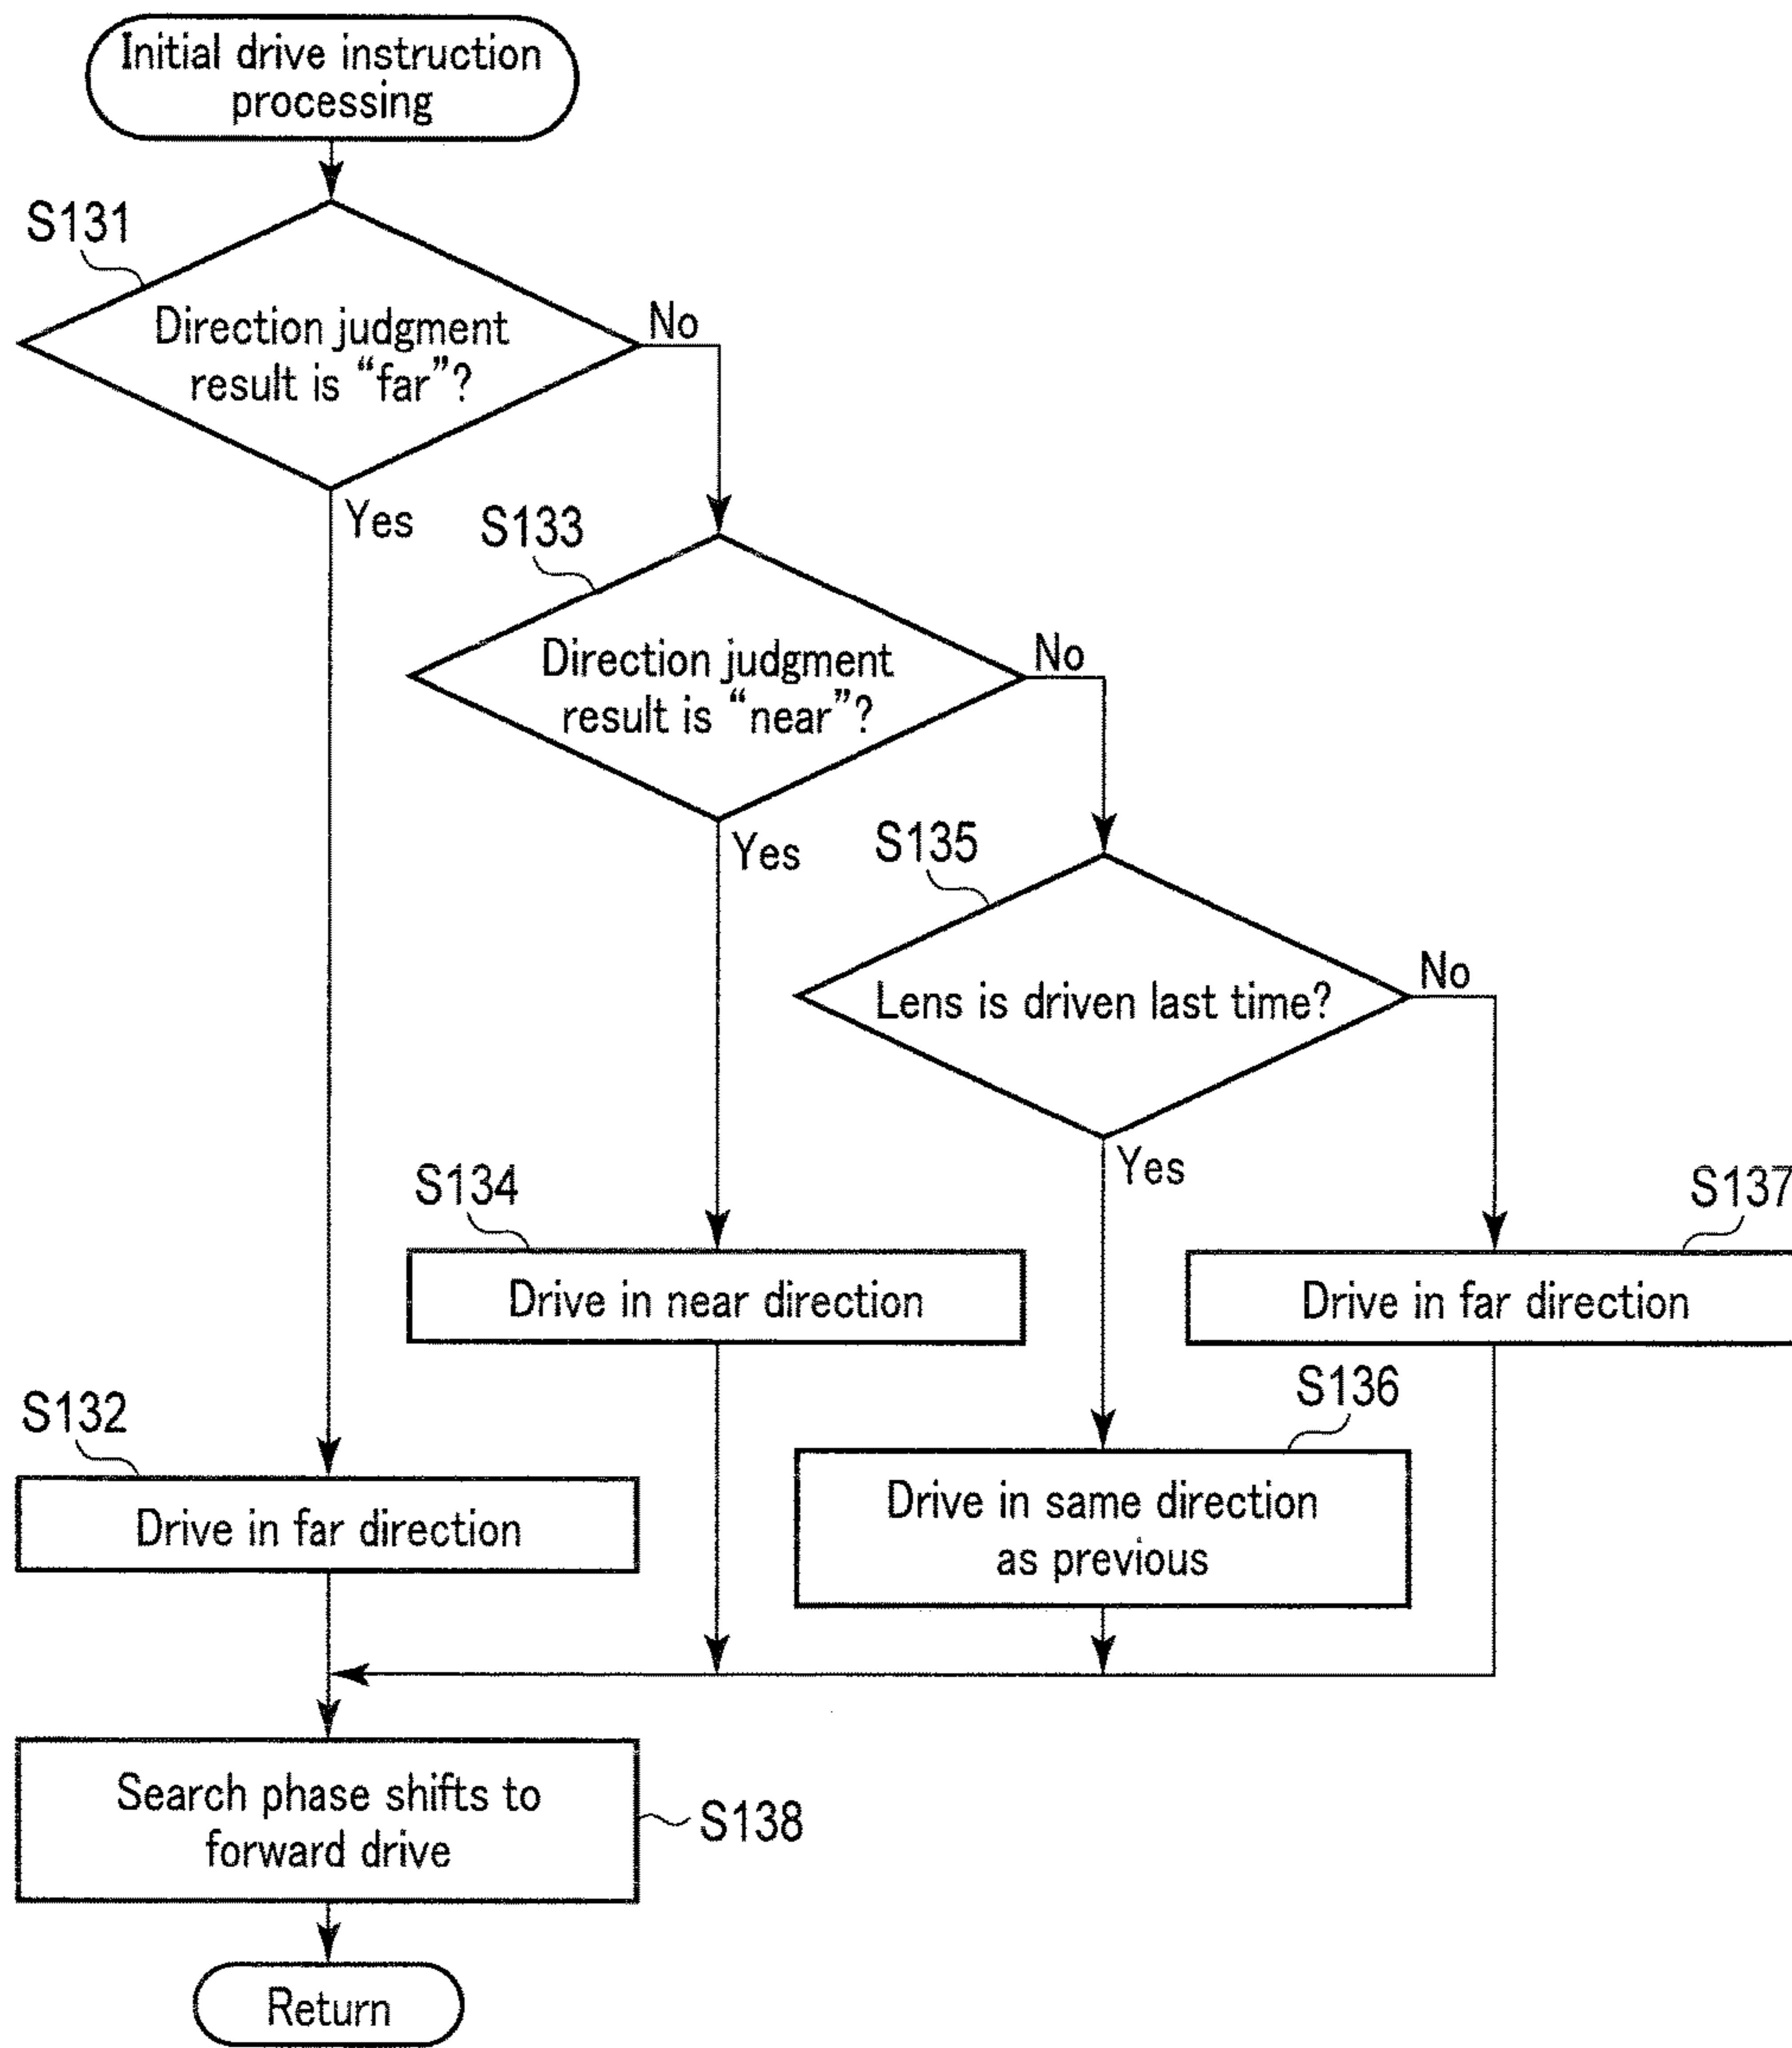 Initial drive instruction
processing
S131
Direction judgment
result is “far”?
No
Yes
S133
Direction judgment
result is “near”?
No
Yes
S135
Lens is driven last time?
No
Yes
S134
Drive in near direction
S137
Drive in far direction
S136
Drive in same direction
as previous
S132
Drive in far direction
Search phase shifts to
forward drive
S138
Return